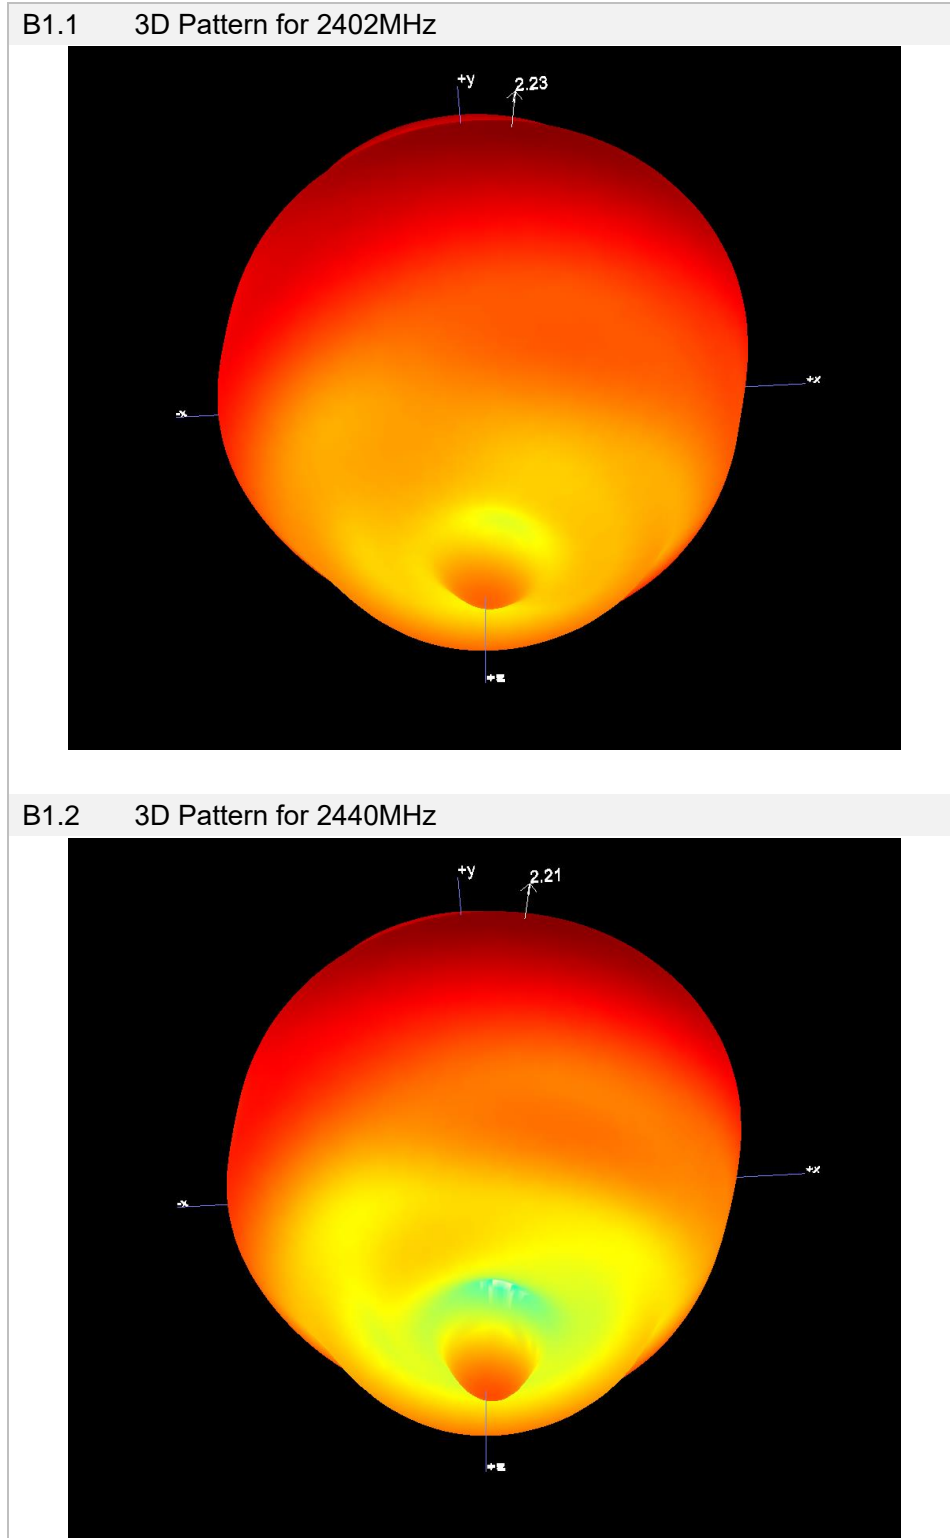 B1.1 3D Pattern for 2402MHz
+y 2.23
+x
-x
+z
B1.2 3D Pattern for 2440MHz
+y 2.21
+x
-x
+z